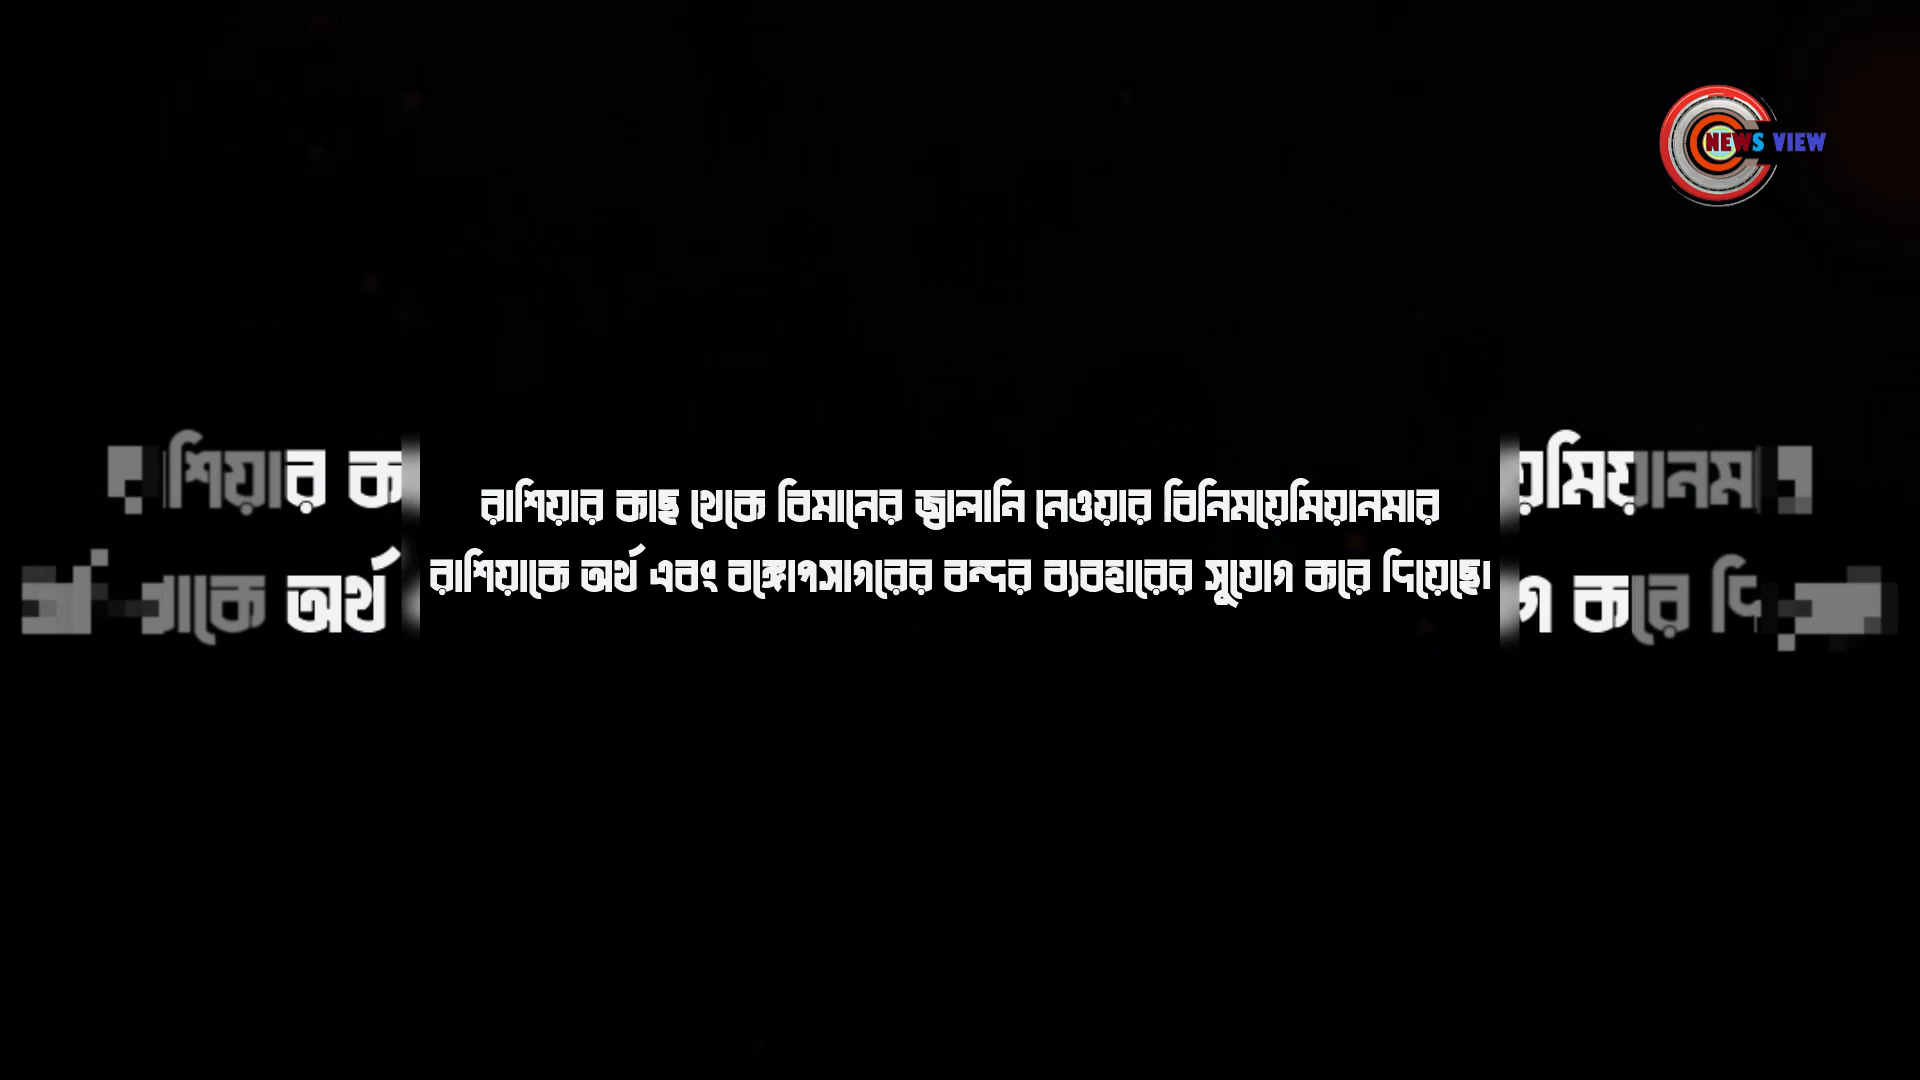 NEWS VIEW
রাশিয়ার কাছ থেকে বিমানের জ্বালানি নেওয়ার বিনিময়েমিয়ানমার
রাশিয়াকে অর্থ এবং বঙ্গোপসাগরের বন্দর ব্যবহারের সুযোগ করে দিয়েছে।